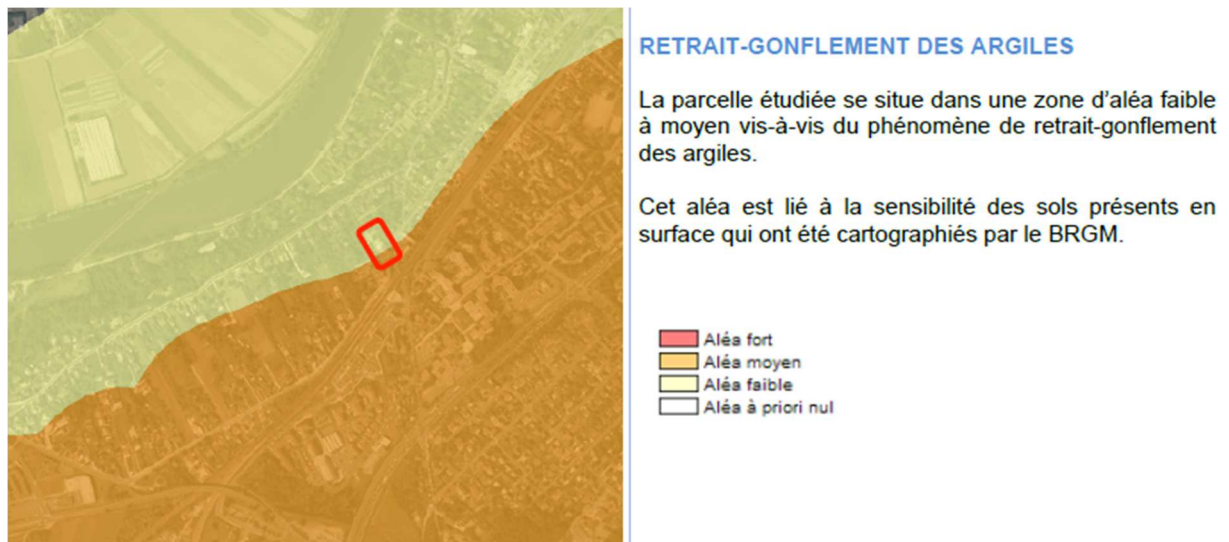 RETRAIT-GONFLEMENT DES ARGILES
La parcelle étudiée se situe dans une zone d'aléa faible
à moyen vis-à-vis du phénomène de retrait-gonflement
des argiles.
Cet aléa est lié à la sensibilité des sols présents en
surface qui ont été cartographiés par le BRGM.
Aléa fort
Aléa moyen
Aléa faible
Aléa à priori nul